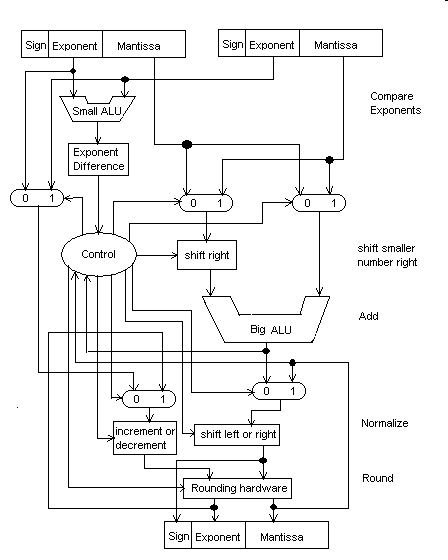 Sign Exponent Mantissa
Sign Exponent Mantissa
Small ALU
Compare
Exponents
Exponent
Difference
0 1
0 1
0 1
Control
shift right
shift smaller
number right
Big ALU
Add
0 1
0 1
increment or
decrement
shift left or right
Normalize
Rounding hardware
Round
Sign Exponent Mantissa